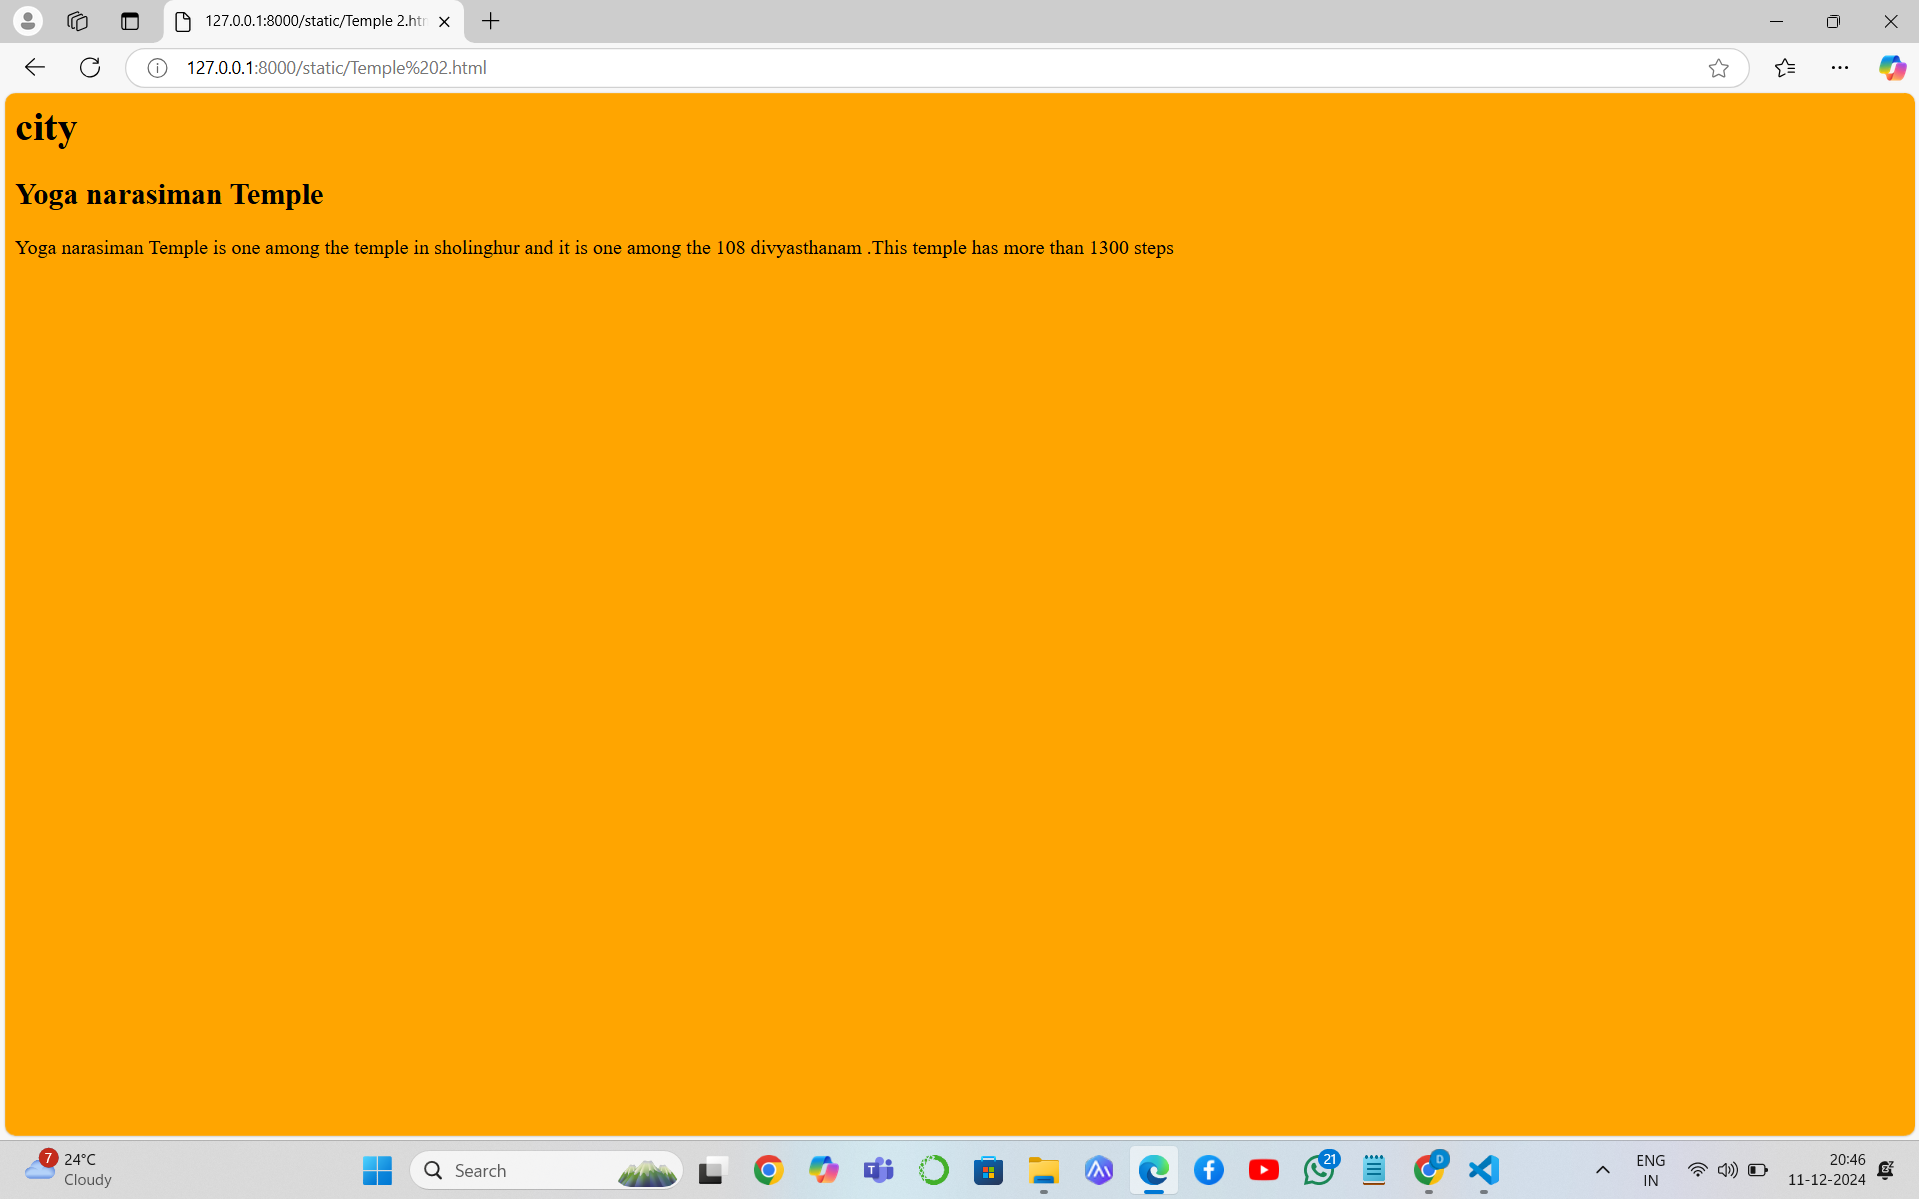 127.0.0.1:8000/static/Temple 2.htm
127.0.0.1:8000/static/Temple%202.html
city
Yoga narasiman Temple
Yoga narasiman Temple is one among the temple in sholinghur and it is one among the 108 divyasthanam .This temple has more than 1300 steps
7
24°C
Cloudy
Search
T
21
D
ENG
IN
20:46
11-12-2024